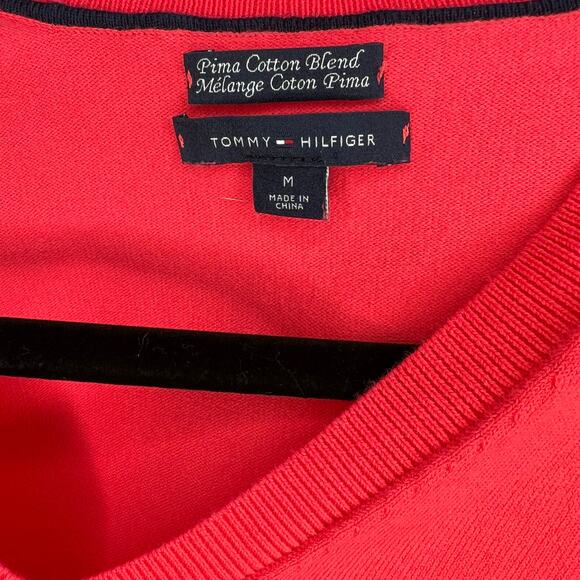 Pima Cotton Blend
Mélange Coton Pima
TOMMY HILFIGER
M
MADE IN
CHINA